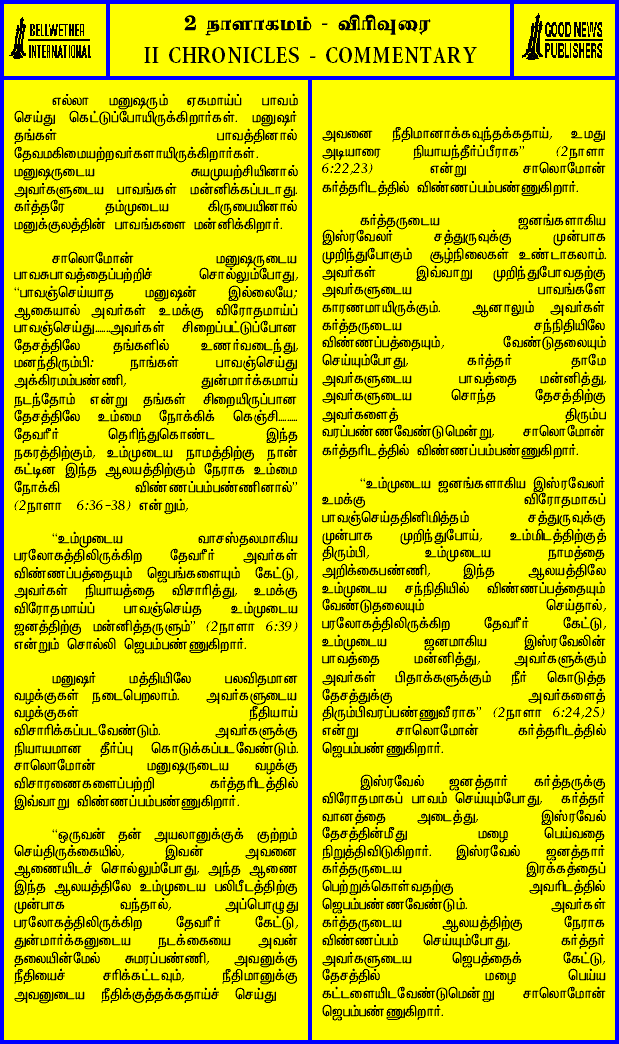 BELLWETHER
INTERNATIONAL
2 நாளாகமம் - விரிவுரை
II CHRONICLES - COMMENTARY
GOOD NEWS
PUBLISHERS
எல்லா மனுஷரும் ஏகமாய்ப் பாவம்
செய்து கெட்டுப்போயிருக்கிறார்கள். மனுஷர்
தங்கள் பாவத்தினால்
தேவமகிமையற்றவர்களாயிருக்கிறார்கள்.
மனுஷருடைய சுயமுயற்சியினால்
அவர்களுடைய பாவங்கள் மன்னிக்கப்படாது.
கர்த்தரே தம்முடைய கிருபையினால்
மனுக்குலத்தின் பாவங்களை மன்னிக்கிறார்.
சாலொமோன் மனுஷருடைய
பாவசுபாவத்தைப்பற்றிச் சொல்லும்போது,
“பாவஞ்செய்யாத மனுஷன் இல்லையே;
ஆகையால் அவர்கள் உமக்கு விரோதமாய்ப்
பாவஞ்செய்து......அவர்கள் சிறைப்பட்டுப்போன
தேசத்திலே தங்களில் உணர்வடைந்து,
மனந்திரும்பி: நாங்கள் பாவஞ்செய்து
அக்கிரமம்பண்ணி, துன்மார்க்கமாய்
நடந்தோம் என்று தங்கள் சிறையிருப்பான
தேசத்திலே உம்மை நோக்கிக் கெஞ்சி.........
தேவரீர் தெரிந்துகொண்ட இந்த
நகரத்திற்கும், உம்முடைய நாமத்திற்கு நான்
கட்டின இந்த ஆலயத்திற்கும் நேராக உம்மை
நோக்கி விண்ணப்பம்பண்ணினால்”
(2நாளா 6:36-38) என்றும்,
“உம்முடைய வாசஸ்தலமாகிய
பரலோகத்திலிருக்கிற தேவரீர் அவர்கள்
விண்ணப்பத்தையும் ஜெபங்களையும் கேட்டு,
அவர்கள் நியாயத்தை விசாரித்து, உமக்கு
விரோதமாய்ப் பாவஞ்செய்த உம்முடைய
ஜனத்திற்கு மன்னித்தருளும்” (2நாளா 6:39)
என்றும் சொல்லி ஜெபம்பண்ணுகிறார்.
மனுஷர் மத்தியிலே பலவிதமான
வழக்குகள் நடைபெறலாம். அவர்களுடைய
வழக்குகள் நீதியாய்
விசாரிக்கப்படவேண்டும். அவர்களுக்கு
நியாயமான தீர்ப்பு கொடுக்கப்படவேண்டும்.
சாலொமோன் மனுஷருடைய வழக்கு
விசாரணைகளைப்பற்றி கர்த்தரிடத்தில்
இவ்வாறு விண்ணப்பம்பண்ணுகிறார்.
“ஒருவன் தன் அயலானுக்குக் குற்றம்
செய்திருக்கையில், இவன் அவனை
ஆணையிடச் சொல்லும்போது, அந்த ஆணை
இந்த ஆலயத்திலே உம்முடைய பலிபீடத்திற்கு
முன்பாக வந்தால், அப்பொழுது
பரலோகத்திலிருக்கிற தேவரீர் கேட்டு,
துன்மார்க்கனுடைய நடக்கையை அவன்
தலையின்மேல் சுமரப்பண்ணி, அவனுக்கு
நீதியைச் சரிக்கட்டவும், நீதிமானுக்கு
அவனுடைய நீதிக்குத்தக்கதாய்ச் செய்து
அவனை நீதிமானாக்கவுந்தக்கதாய், உமது
அடியாரை நியாயந்தீர்ப்பீராக” (2நாளா
6:22,23) என்று சாலொமோன்
கர்த்தரிடத்தில் விண்ணப்பம்பண்ணுகிறார்.
கர்த்தருடைய ஜனங்களாகிய
இஸ்ரவேலர் சத்துருவுக்கு முன்பாக
முறிந்துபோகும் சூழ்நிலைகள் உண்டாகலாம்.
அவர்கள் இவ்வாறு முறிந்துபோவதற்கு
அவர்களுடைய பாவங்களே
காரணமாயிருக்கும். ஆனாலும் அவர்கள்
கர்த்தருடைய சந்நிதியிலே
விண்ணப்பத்தையும், வேண்டுதலையும்
செய்யும்போது, கர்த்தர் தாமே
அவர்களுடைய பாவத்தை மன்னித்து,
அவர்களுடைய சொந்த தேசத்திற்கு
அவர்களைத் திரும்ப
வரப்பண்ணவேண்டுமென்று, சாலொமோன்
கர்த்தரிடத்தில் விண்ணப்பம்பண்ணுகிறார்.
“உம்முடைய ஜனங்களாகிய இஸ்ரவேலர்
உமக்கு விரோதமாகப்
பாவஞ்செய்ததினிமித்தம் சத்துருவுக்கு
முன்பாக முறிந்துபோய், உம்மிடத்திற்குத்
திரும்பி, உம்முடைய நாமத்தை
அறிக்கைபண்ணி, இந்த ஆலயத்திலே
உம்முடைய சந்நிதியில் விண்ணப்பத்தையும்
வேண்டுதலையும் செய்தால்,
பரலோகத்திலிருக்கிற தேவரீர் கேட்டு,
உம்முடைய ஜனமாகிய இஸ்ரவேலின்
பாவத்தை மன்னித்து, அவர்களுக்கும்
அவர்கள் பிதாக்களுக்கும் நீர் கொடுத்த
தேசத்துக்கு அவர்களைத்
திரும்பிவரப்பண்ணுவீராக” (2நாளா 6:24,25)
என்று சாலொமோன் கர்த்தரிடத்தில்
ஜெபம்பண்ணுகிறார்.
இஸ்ரவேல் ஜனத்தார் கர்த்தருக்கு
விரோதமாகப் பாவம் செய்யும்போது, கர்த்தர்
வானத்தை அடைத்து, இஸ்ரவேல்
தேசத்தின்மீது மழை பெய்வதை
நிறுத்திவிடுகிறார். இஸ்ரவேல் ஜனத்தார்
கர்த்தருடைய இரக்கத்தைப்
பெற்றுக்கொள்வதற்கு அவரிடத்தில்
ஜெபம்பண்ணவேண்டும். அவர்கள்
கர்த்தருடைய ஆலயத்திற்கு நேராக
விண்ணப்பம் செய்யும்போது, கர்த்தர்
அவர்களுடைய ஜெபத்தைக் கேட்டு,
தேசத்தில் மழை பெய்ய
கட்டளையிடவேண்டுமென்று சாலொமோன்
ஜெபம்பண்ணுகிறார்.